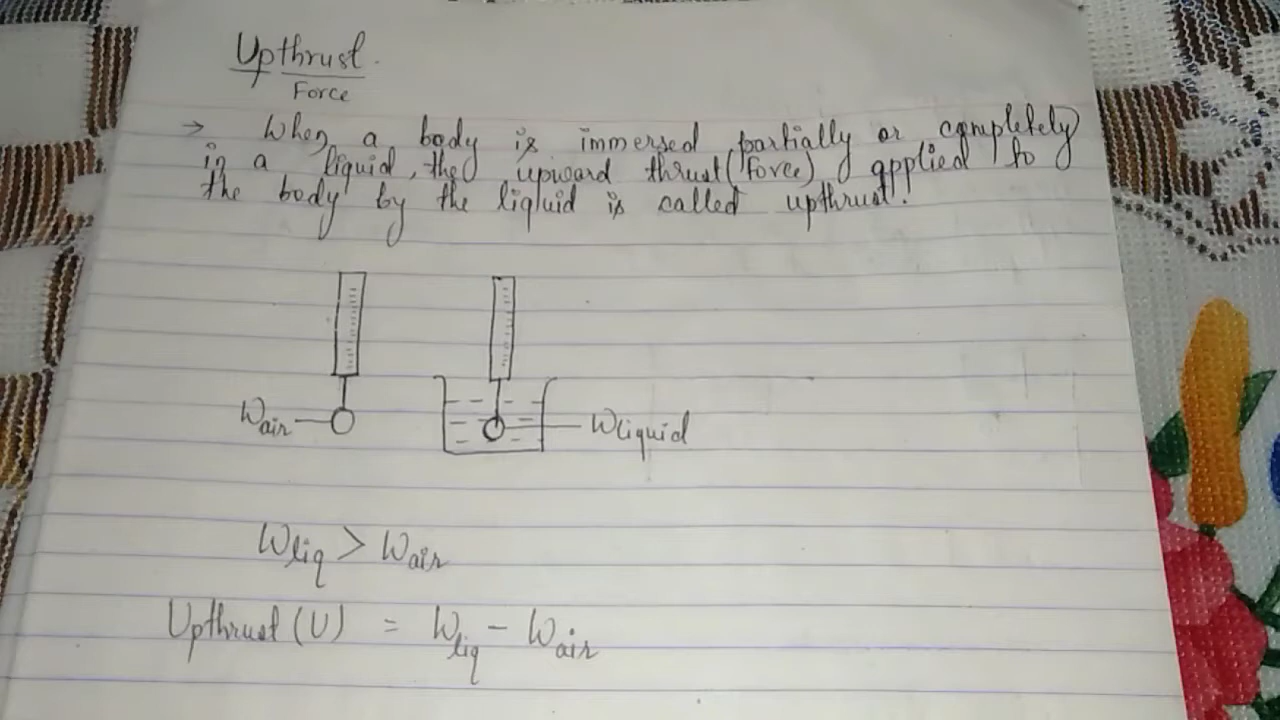 Upthrust.
Force
→ When a body is immersed partially or completely
in a liquid, the upward thrust (Force) applied to
the body by the liqluid is called upthrust.
Wair
Wliquid
Wliq > Wair
Upthrust (U) = Wliq - Wair